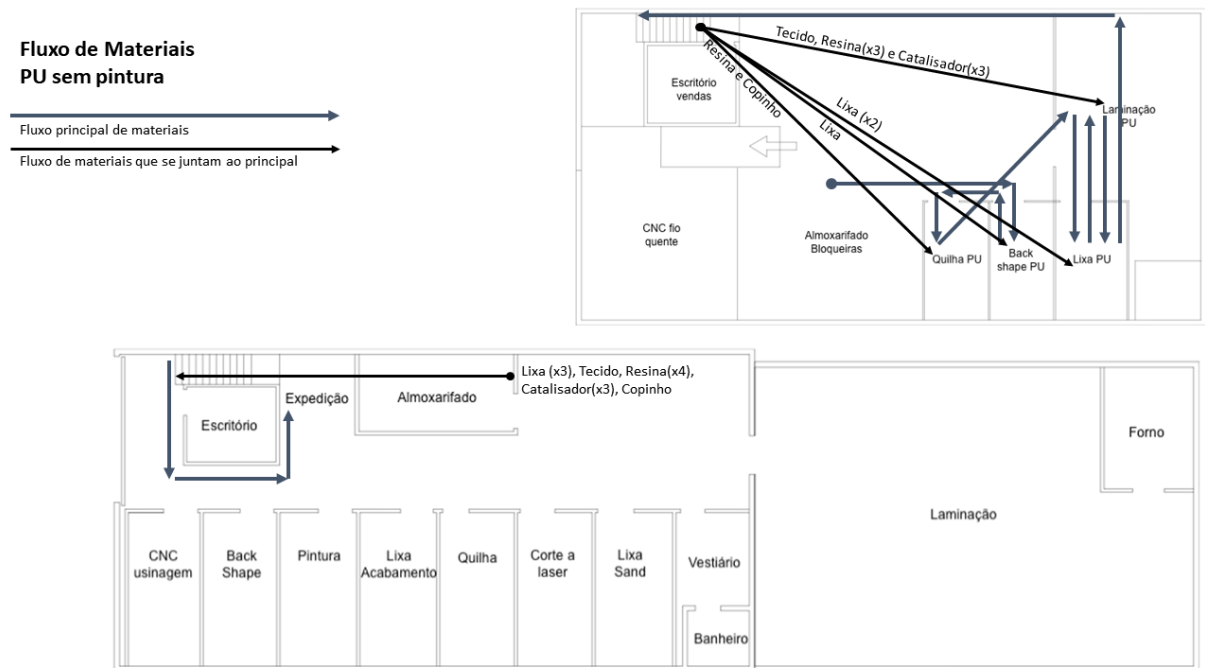 Fluxo de Materiais
PU sem pintura
Fluxo principal de materiais
Fluxo de materiais que se juntam ao principal
Tecido, Resina(x3) e Catalisador(x3)
Resina e Copinho
Lixa (x2)
Lixa
Escritório
vendas
Laminação
PU
CNC fio
quente
Almoxarifado
Bloqueiras
Quilha PU
Back
shape PU
Lixa PU
Lixa (x3), Tecido, Resina(x4),
Catalisador(x3), Copinho
Expedição
Almoxarifado
Escritório
Forno
Laminação
CNC
usinagem
Back
Shape
Pintura
Lixa
Acabamento
Quilha
Corte a
laser
Lixa
Sand
Vestiário
Banheiro